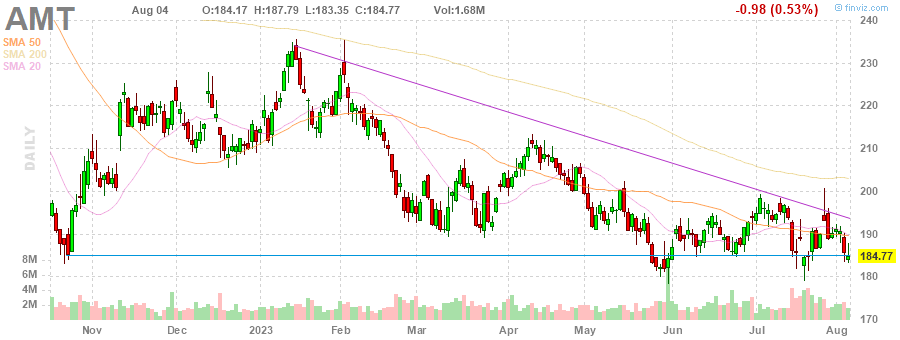 AMT Aug 04 O:184.17 H:187.79 L:183.35 C:184.77 Vol:1.68M -0.98 (0.53%) © finviz.com
SMA 50
SMA 200
SMA 20
DAILY
240
230
220
210
200
190
184.77
180
170
8M
6M
4M
2M
Nov Dec 2023 Feb Mar Apr May Jun Jul Aug